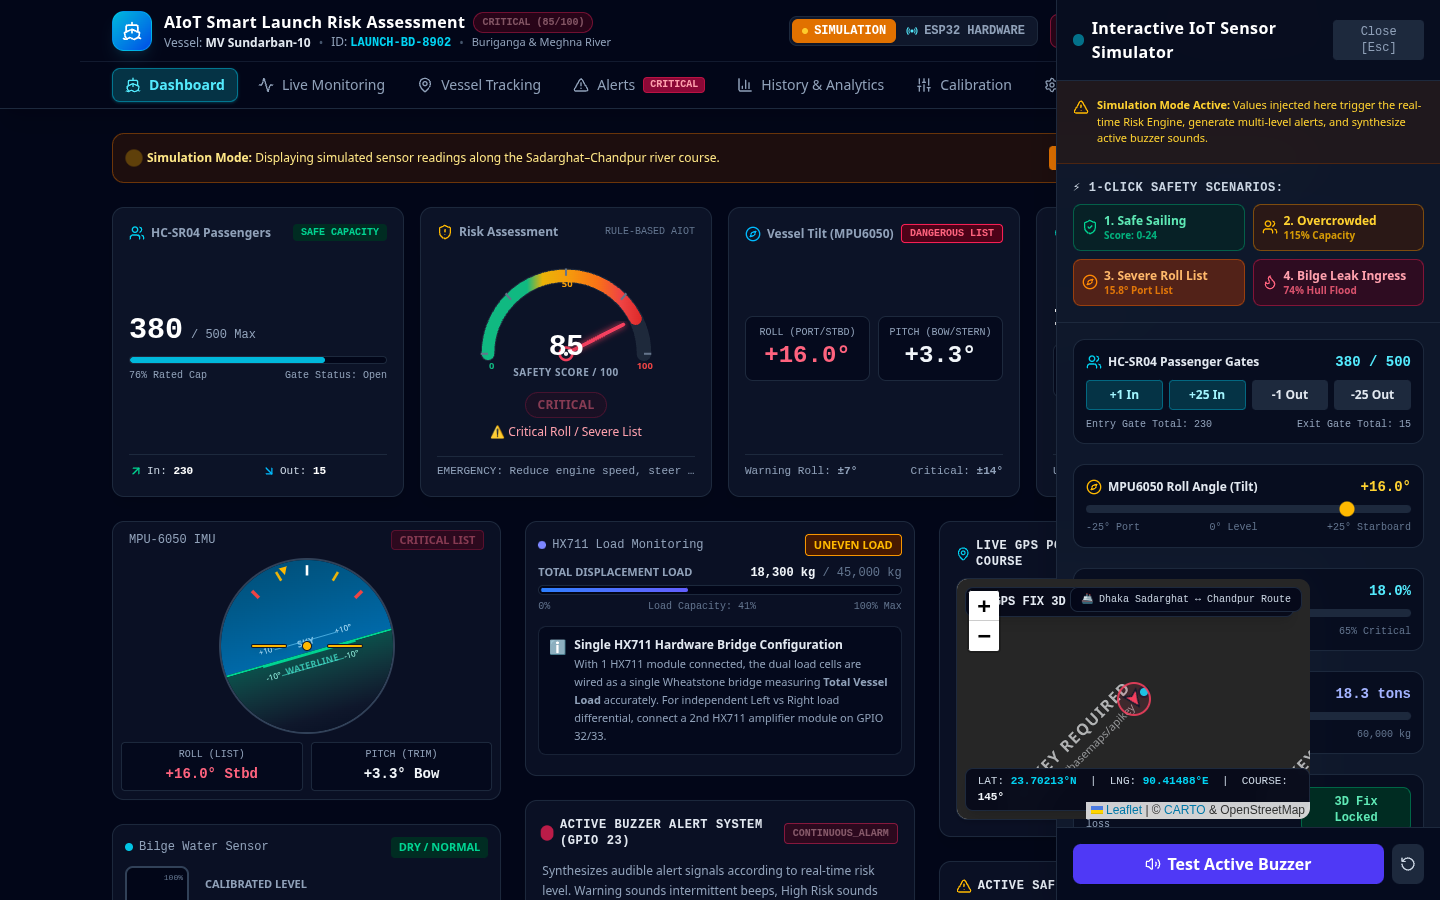 AIoT Smart Launch Risk Assessment
CRITICAL (85/100)
Vessel: MV Sundarban-10 • ID: LAUNCH-BD-8902 • Buriganga & Meghna River
SIMULATION
ESP32 HARDWARE
Dashboard
Live Monitoring
Vessel Tracking
Alerts
CRITICAL
History & Analytics
Calibration
Simulation Mode: Displaying simulated sensor readings along the Sadarghat–Chandpur river course.
HC-SR04 Passengers
SAFE CAPACITY
380 / 500 Max
76% Rated Cap
Gate Status: Open
In: 230
Out: 15
Risk Assessment
RULE-BASED AIOT
50
85
0
100
SAFETY SCORE / 100
CRITICAL
⚠️ Critical Roll / Severe List
EMERGENCY: Reduce engine speed, steer …
Vessel Tilt (MPU6050)
DANGEROUS LIST
ROLL (PORT/STBD)
+16.0°
PITCH (BOW/STERN)
+3.3°
Warning Roll: ±7°
Critical: ±14°
MPU-6050 IMU
CRITICAL LIST
SKY
+10°
+10°
WATERLINE
-10°
-10°
ROLL (LIST)
+16.0° Stbd
PITCH (TRIM)
+3.3° Bow
Bilge Water Sensor
DRY / NORMAL
100%
CALIBRATED LEVEL
HX711 Load Monitoring
UNEVEN LOAD
TOTAL DISPLACEMENT LOAD
18,300 kg / 45,000 kg
0%
Load Capacity: 41%
100% Max
ℹ️ Single HX711 Hardware Bridge Configuration
With 1 HX711 module connected, the dual load cells are
wired as a single Wheatstone bridge measuring Total Vessel
Load accurately. For independent Left vs Right load
differential, connect a 2nd HX711 amplifier module on GPIO
32/33.
ACTIVE BUZZER ALERT SYSTEM
(GPIO 23)
CONTINUOUS_ALARM
Synthesizes audible alert signals according to real-time risk
level. Warning sounds intermittent beeps, High Risk sounds
LIVE GPS
COURSE
+
−
GPS FIX 3D
🚢 Dhaka Sadarghat ↔ Chandpur Route
KEY REQUIRED
basemaps/apikey
LAT: 23.70213°N | LNG: 90.41488°E | COURSE:
145°
Leaflet | © CARTO & OpenStreetMap
Interactive IoT Sensor
Simulator
Close
[Esc]
Simulation Mode Active: Values injected here trigger the real-
time Risk Engine, generate multi-level alerts, and synthesize
active buzzer sounds.
⚡ 1-CLICK SAFETY SCENARIOS:
1. Safe Sailing
Score: 0-24
2. Overcrowded
115% Capacity
3. Severe Roll List
15.8° Port List
4. Bilge Leak Ingress
74% Hull Flood
HC-SR04 Passenger Gates
380 / 500
+1 In
+25 In
-1 Out
-25 Out
Entry Gate Total: 230
Exit Gate Total: 15
MPU6050 Roll Angle (Tilt)
+16.0°
-25° Port
0° Level
+25° Starboard
18.0%
65% Critical
18.3 tons
60,000 kg
3D Fix
Locked
loss
Test Active Buzzer
ACTIVE SAF